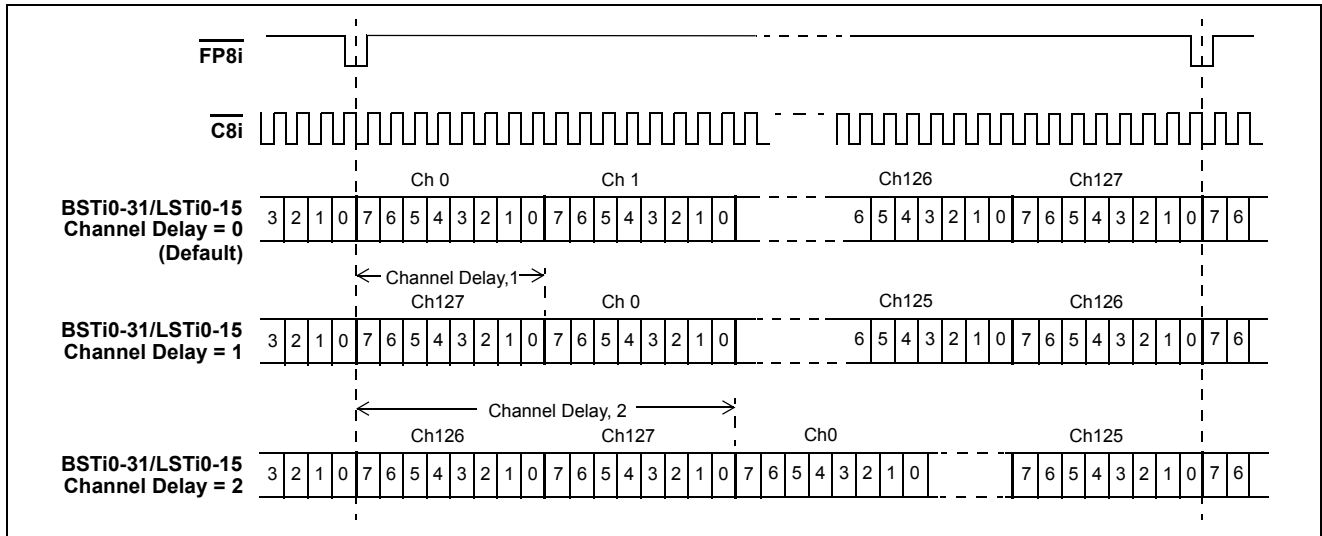 FP8i
C8i
Ch 0 Ch 1 Ch126 Ch127
BSTi0-31/LSTi0-15
Channel Delay = 0
(Default)
3 2 1 0 7 6 5 4 3 2 1 0 7 6 5 4 3 2 1 0 6 5 4 3 2 1 0 7 6 5 4 3 2 1 0 7 6
Channel Delay,1
Ch127 Ch 0 Ch125 Ch126
BSTi0-31/LSTi0-15
Channel Delay = 1
3 2 1 0 7 6 5 4 3 2 1 0 7 6 5 4 3 2 1 0 6 5 4 3 2 1 0 7 6 5 4 3 2 1 0 7 6
Channel Delay, 2
Ch126 Ch127 Ch0 Ch125
BSTi0-31/LSTi0-15
Channel Delay = 2
3 2 1 0 7 6 5 4 3 2 1 0 7 6 5 4 3 2 1 0 7 6 5 4 3 2 1 0 7 6 5 4 3 2 1 0 7 6